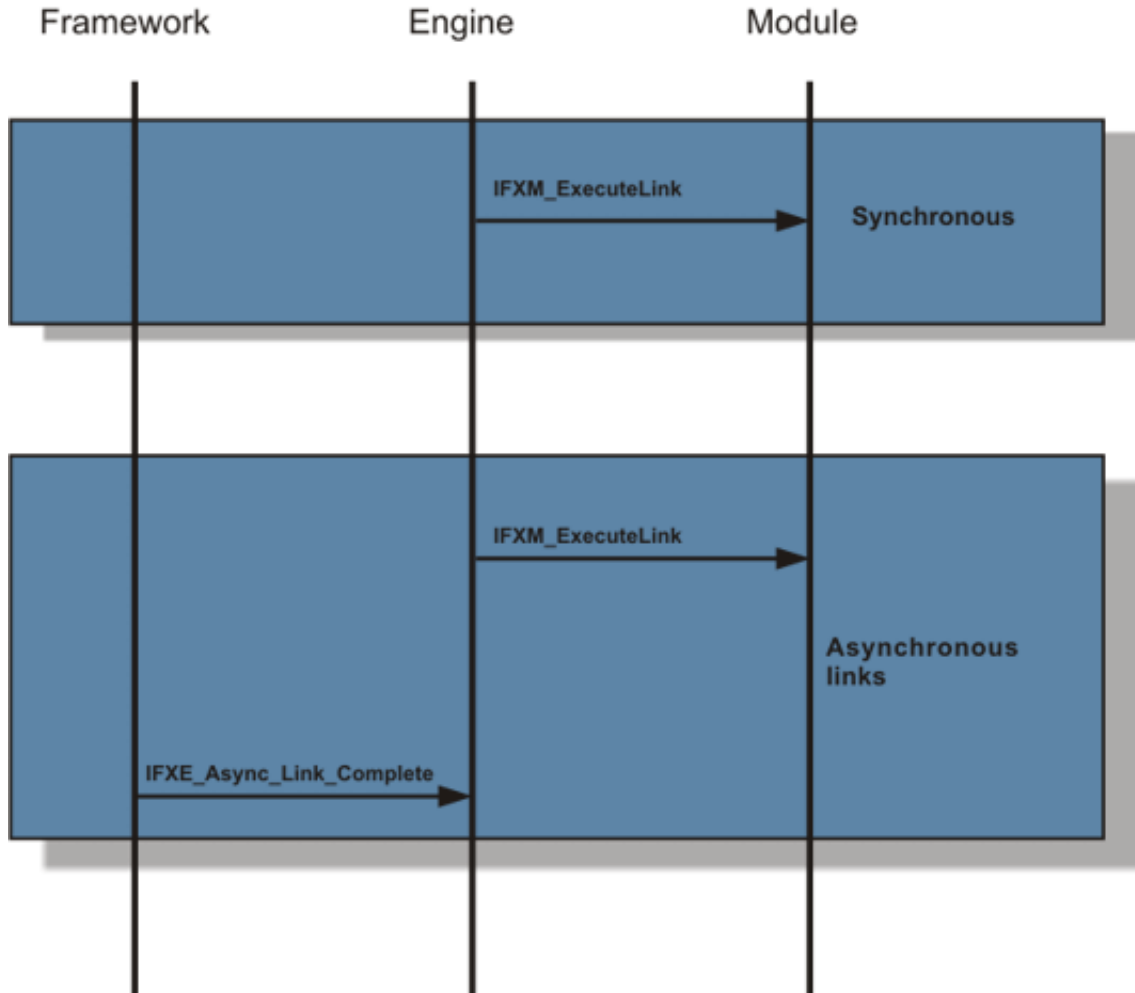 Framework Engine Module
IFXM_ExecuteLink
Synchronous
IFXM_ExecuteLink
Asynchronous
links
IFXE_Async_Link_Complete